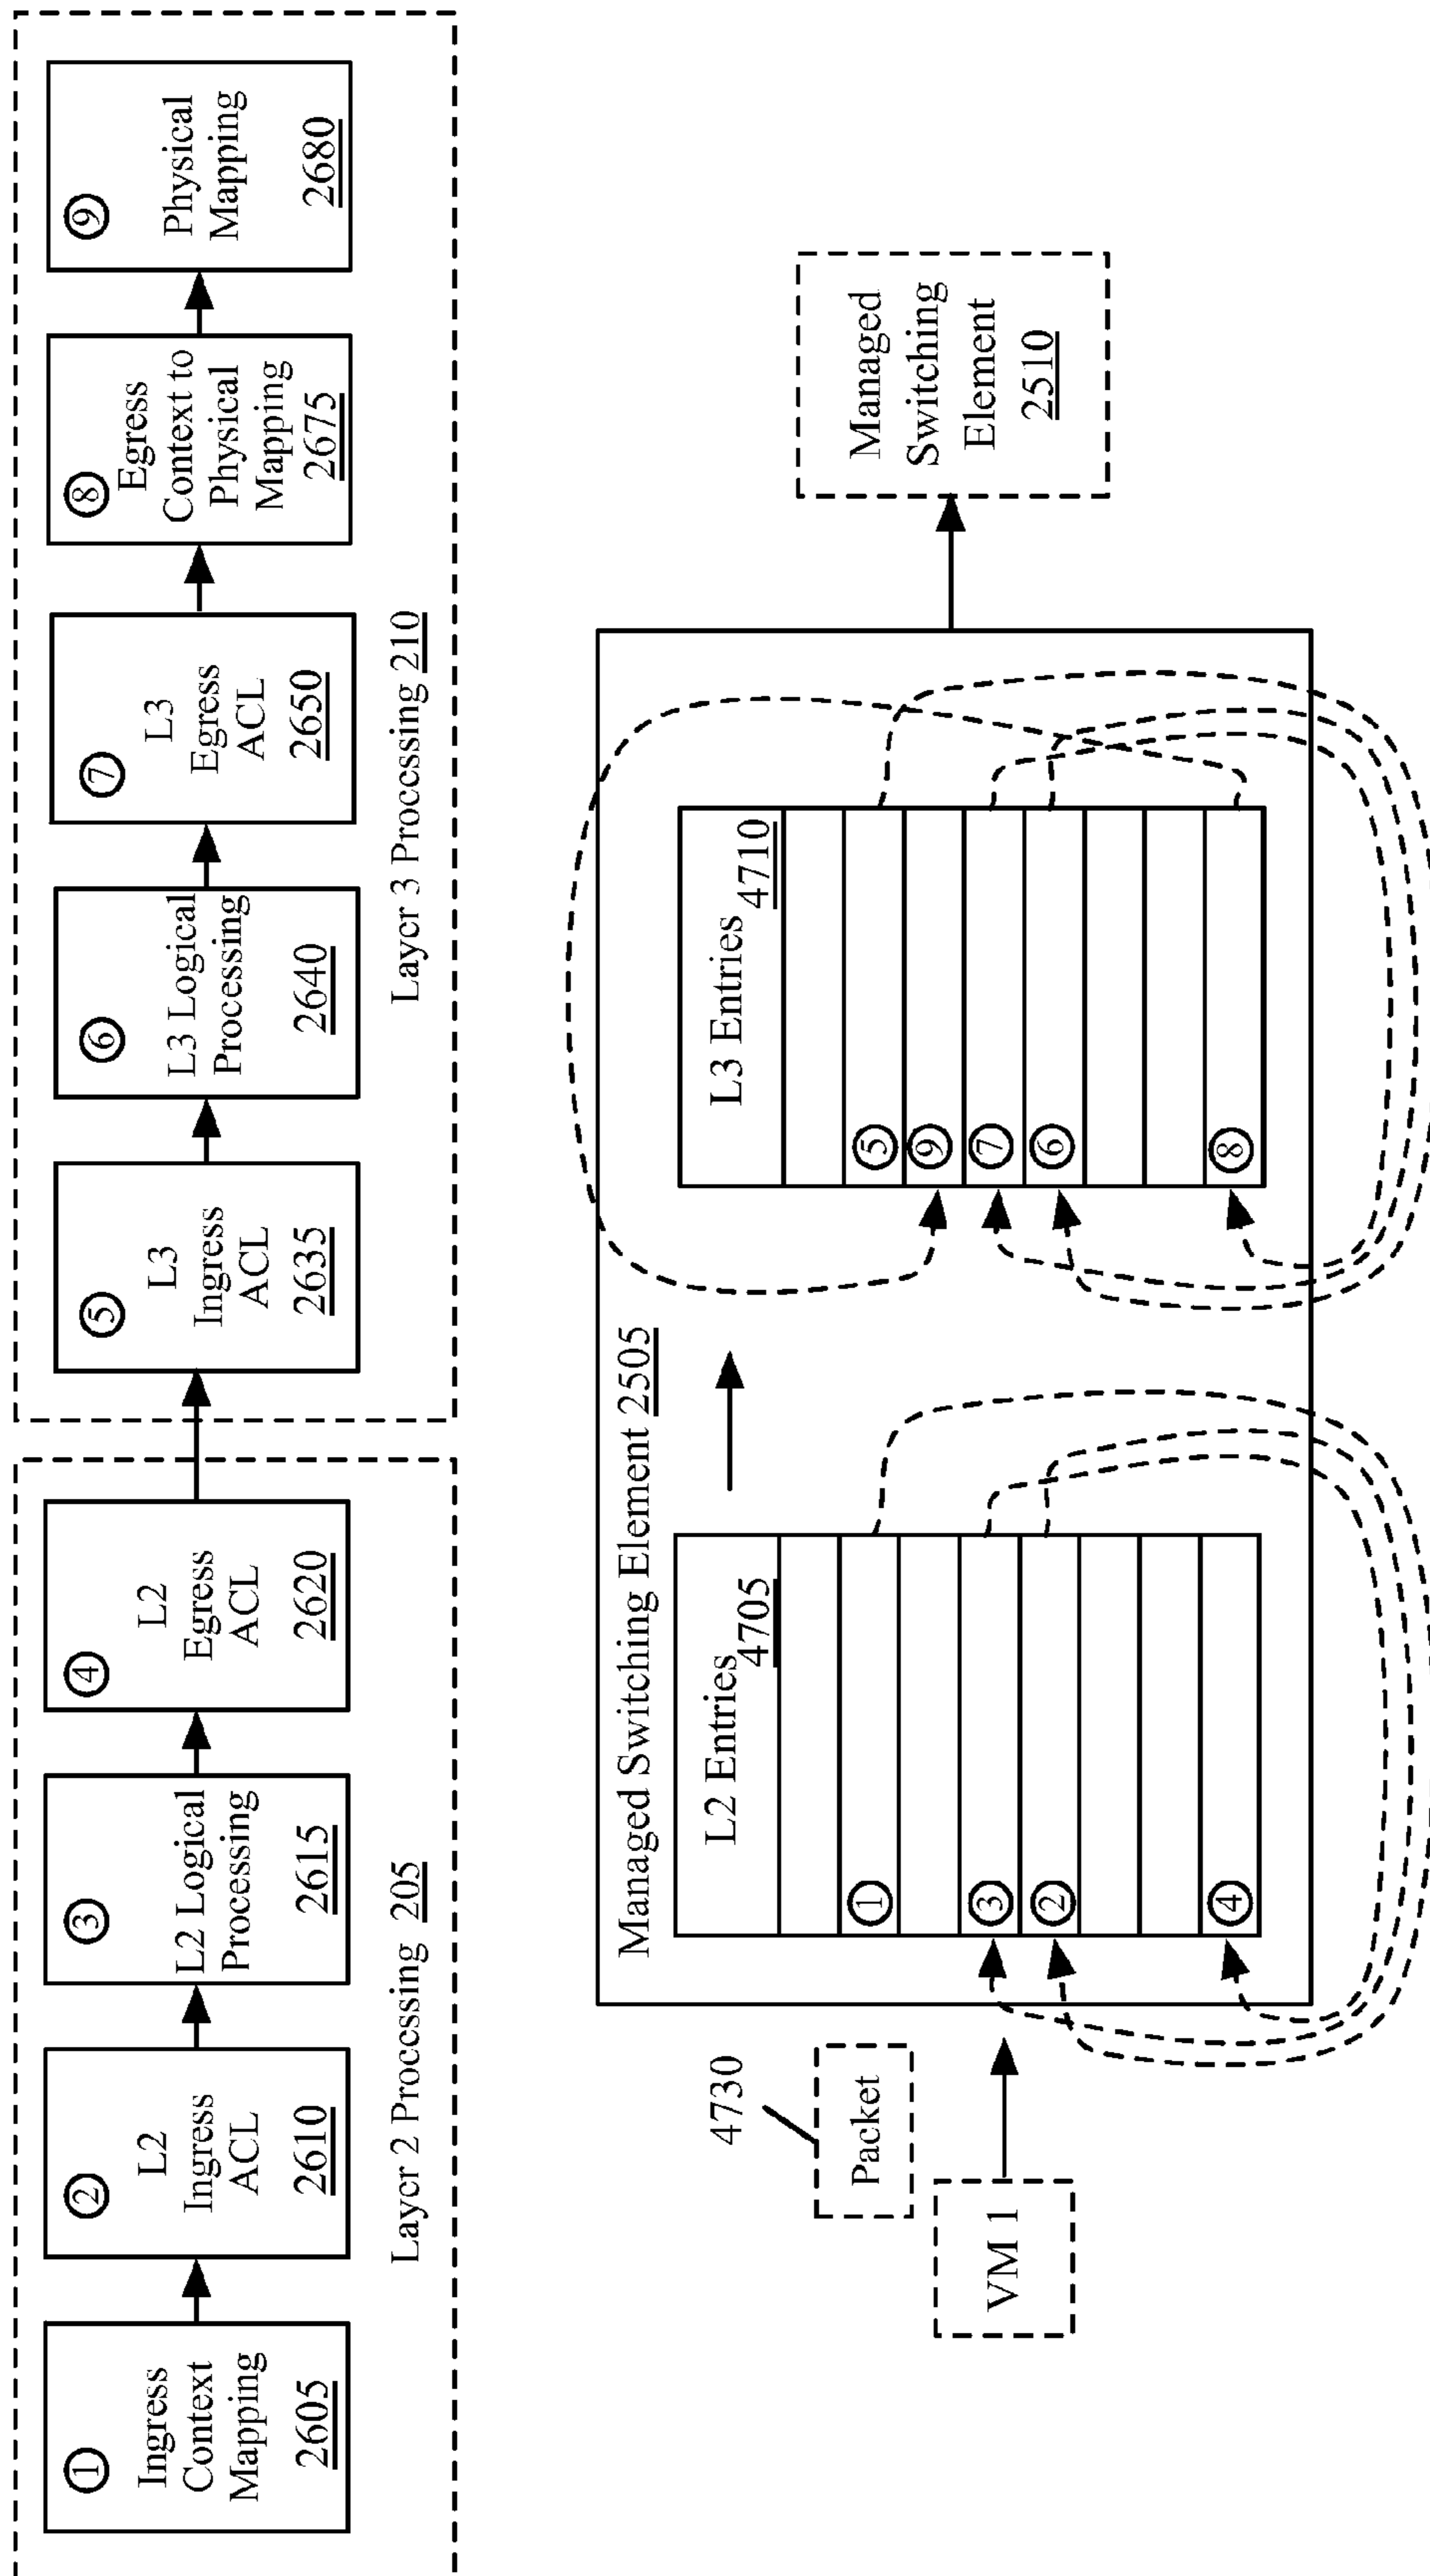 ①
Ingress
Context
Mapping
2605
②
L2
Ingress
ACL
2610
③
L2 Logical
Processing
2615
④
L2
Egress
ACL
2620
Layer 2 Processing 205
⑤
L3
Ingress
ACL
2635
⑥
L3 Logical
Processing
2640
⑦
L3
Egress
ACL
2650
⑧
Egress
Context to
Physical
Mapping
2675
⑨
Physical
Mapping
2680
Layer 3 Processing 210
4730
Packet
VM 1
Managed Switching Element 2505
L2 Entries
4705
①
③
②
④
L3 Entries
4710
⑤
⑨
⑦
⑥
⑧
Managed
Switching
Element
2510